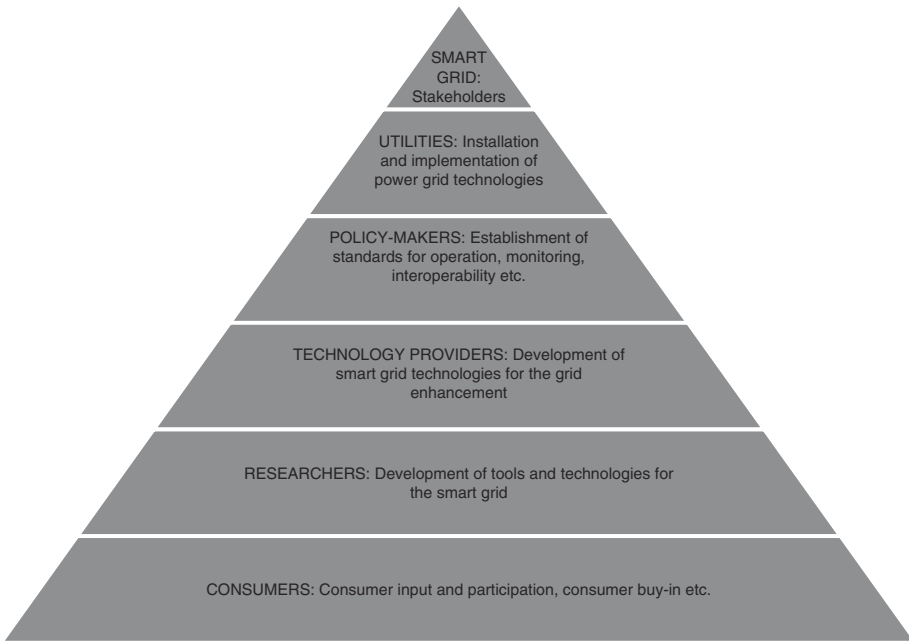 SMART
GRID:
Stakeholders
UTILITIES: Installation
and implementation of
power grid technologies
POLICY-MAKERS: Establishment of
standards for operation, monitoring,
interoperability etc.
TECHNOLOGY PROVIDERS: Development of
smart grid technologies for the grid
enhancement
RESEARCHERS: Development of tools and technologies for
the smart grid
CONSUMERS: Consumer input and participation, consumer buy-in etc.